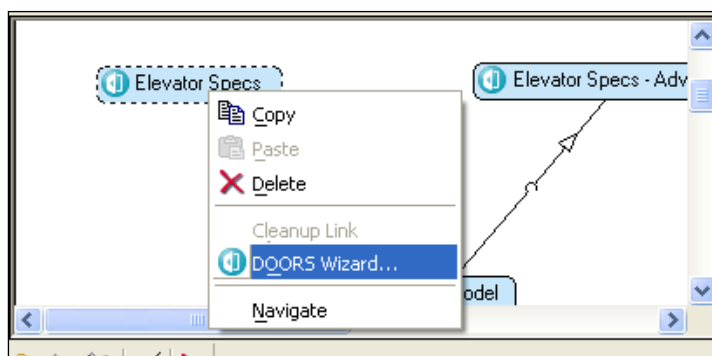 Elevator Specs
Elevator Specs - Adv
Copy
Paste
Delete
Cleanup Link
DOORS Wizard...
odel
Navigate